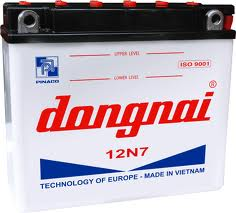 UPPER LEVEL
LOWER LEVEL
PINACO
ISO 9001
dongnai®
12N7
TECHNOLOGY OF EUROPE - MADE IN VIETNAM